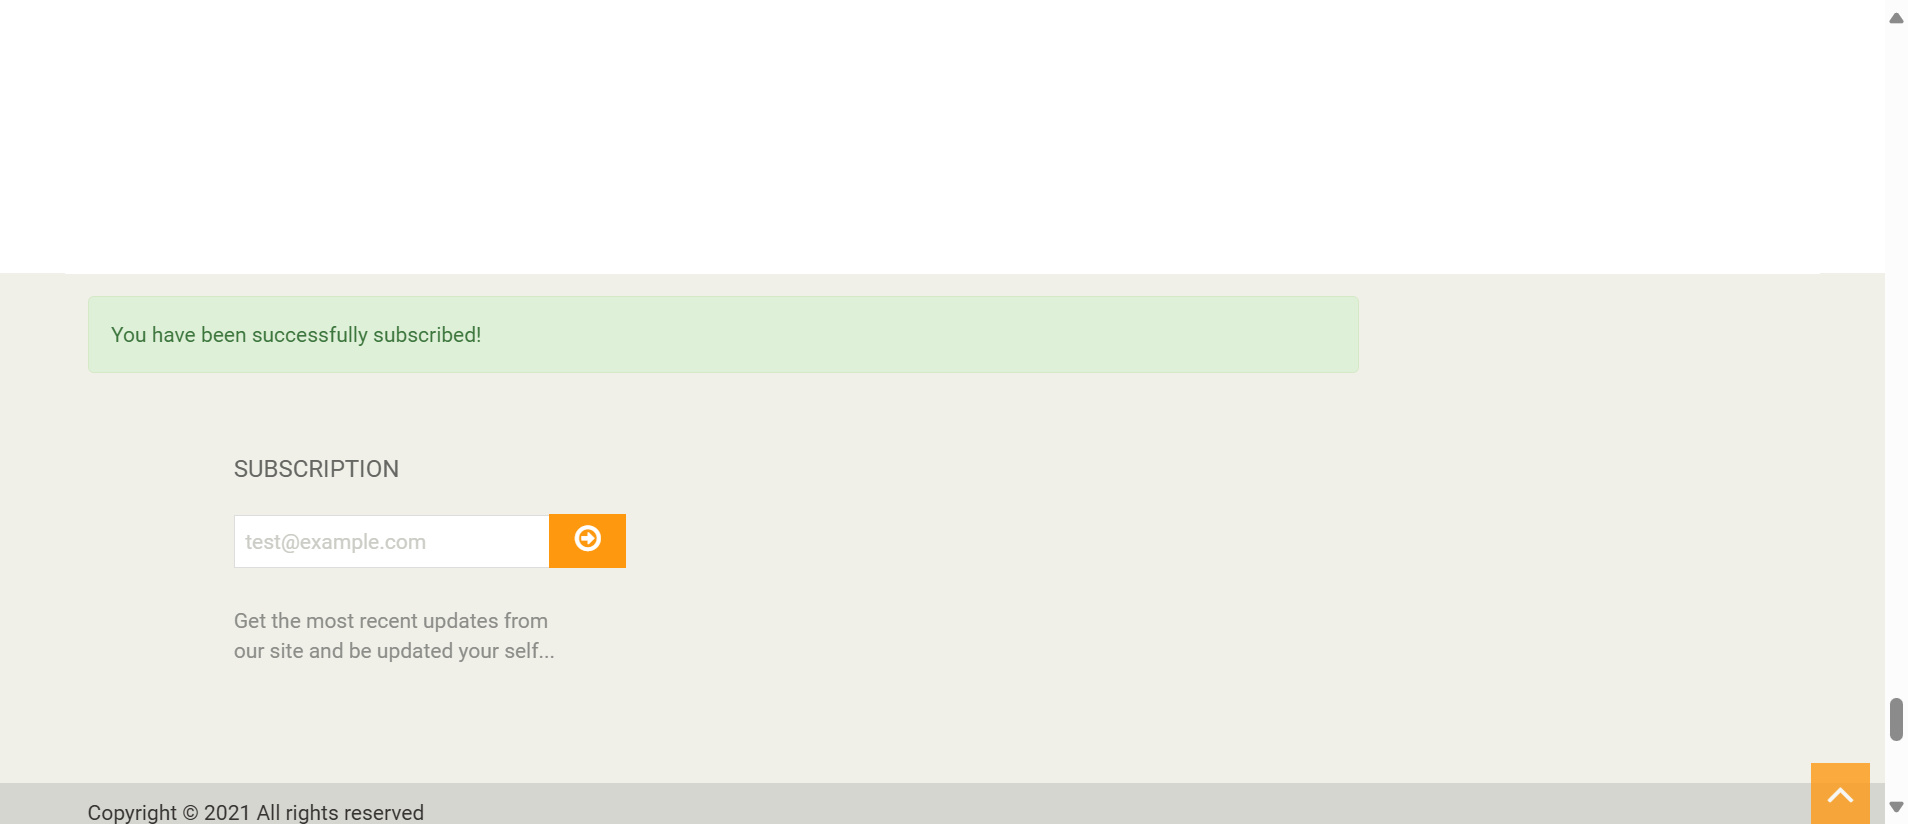 You have been successfully subscribed!
SUBSCRIPTION
test@example.com
Get the most recent updates from
our site and be updated your self...
Copyright © 2021 All rights reserved